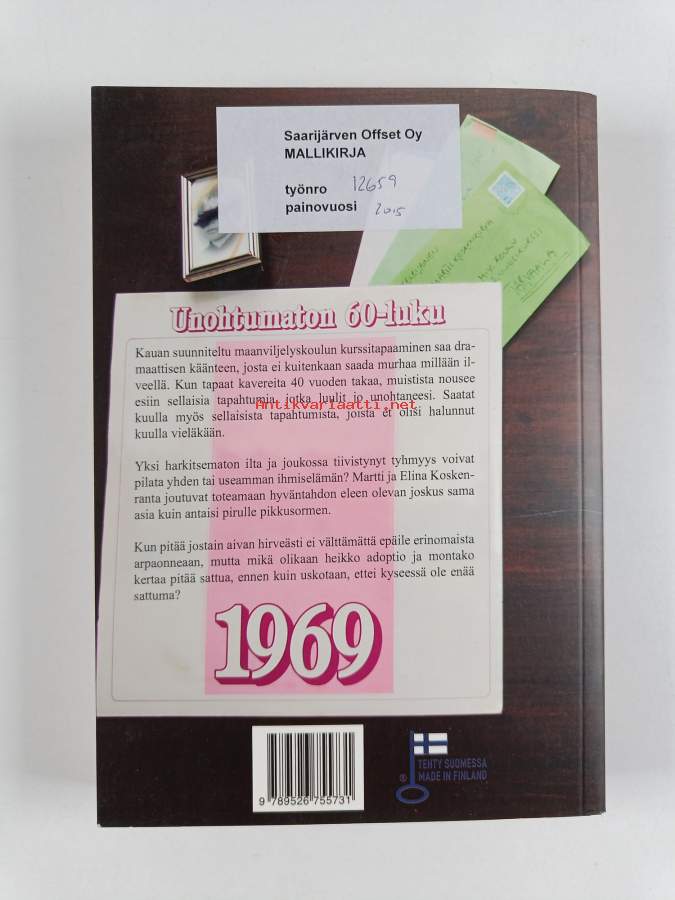 Saarijärven Offset Oy
MALLIKIRJA
työnro 12659
painovuosi 2015
Unohtumaton 60-luku
Kauan suunniteltu maanviljelyskoulun kurssitapaaminen saa dra-
maattisen käänteen, josta ei kuitenkaan saada murhaa millään il-
veellä. Kun tapaat kavereita 40 vuoden takaa, muistista nousee
esiin sellaisia tapahtumia, jotka luulit jo unohtaneesi. Saatat
Antikvariaatti.net
kuulla myös sellaisista tapahtumista, joista et olisi halunnut
kuulla vieläkään.
Yksi harkitsematon ilta ja joukossa tiivistynyt tyhmyys voivat
pilata yhden tai useamman ihmiselämän? Martti ja Elina Kosken-
ranta joutuvat toteamaan hyväntahdon eleen olevan joskus sama
asia kuin antaisi pirulle pikkusormen.
Kun pitää jostain aivan hirveästi ei välttämättä epäile erinomaista
arpaonneaan, mutta mikä olikaan heikko adoptio ja montako
kertaa pitää sattua, ennen kuin uskotaan, ettei kyseessä ole enää
sattuma?
1969
9 789526 755731
TEHTY SUOMESSA
® MADE IN FINLAND